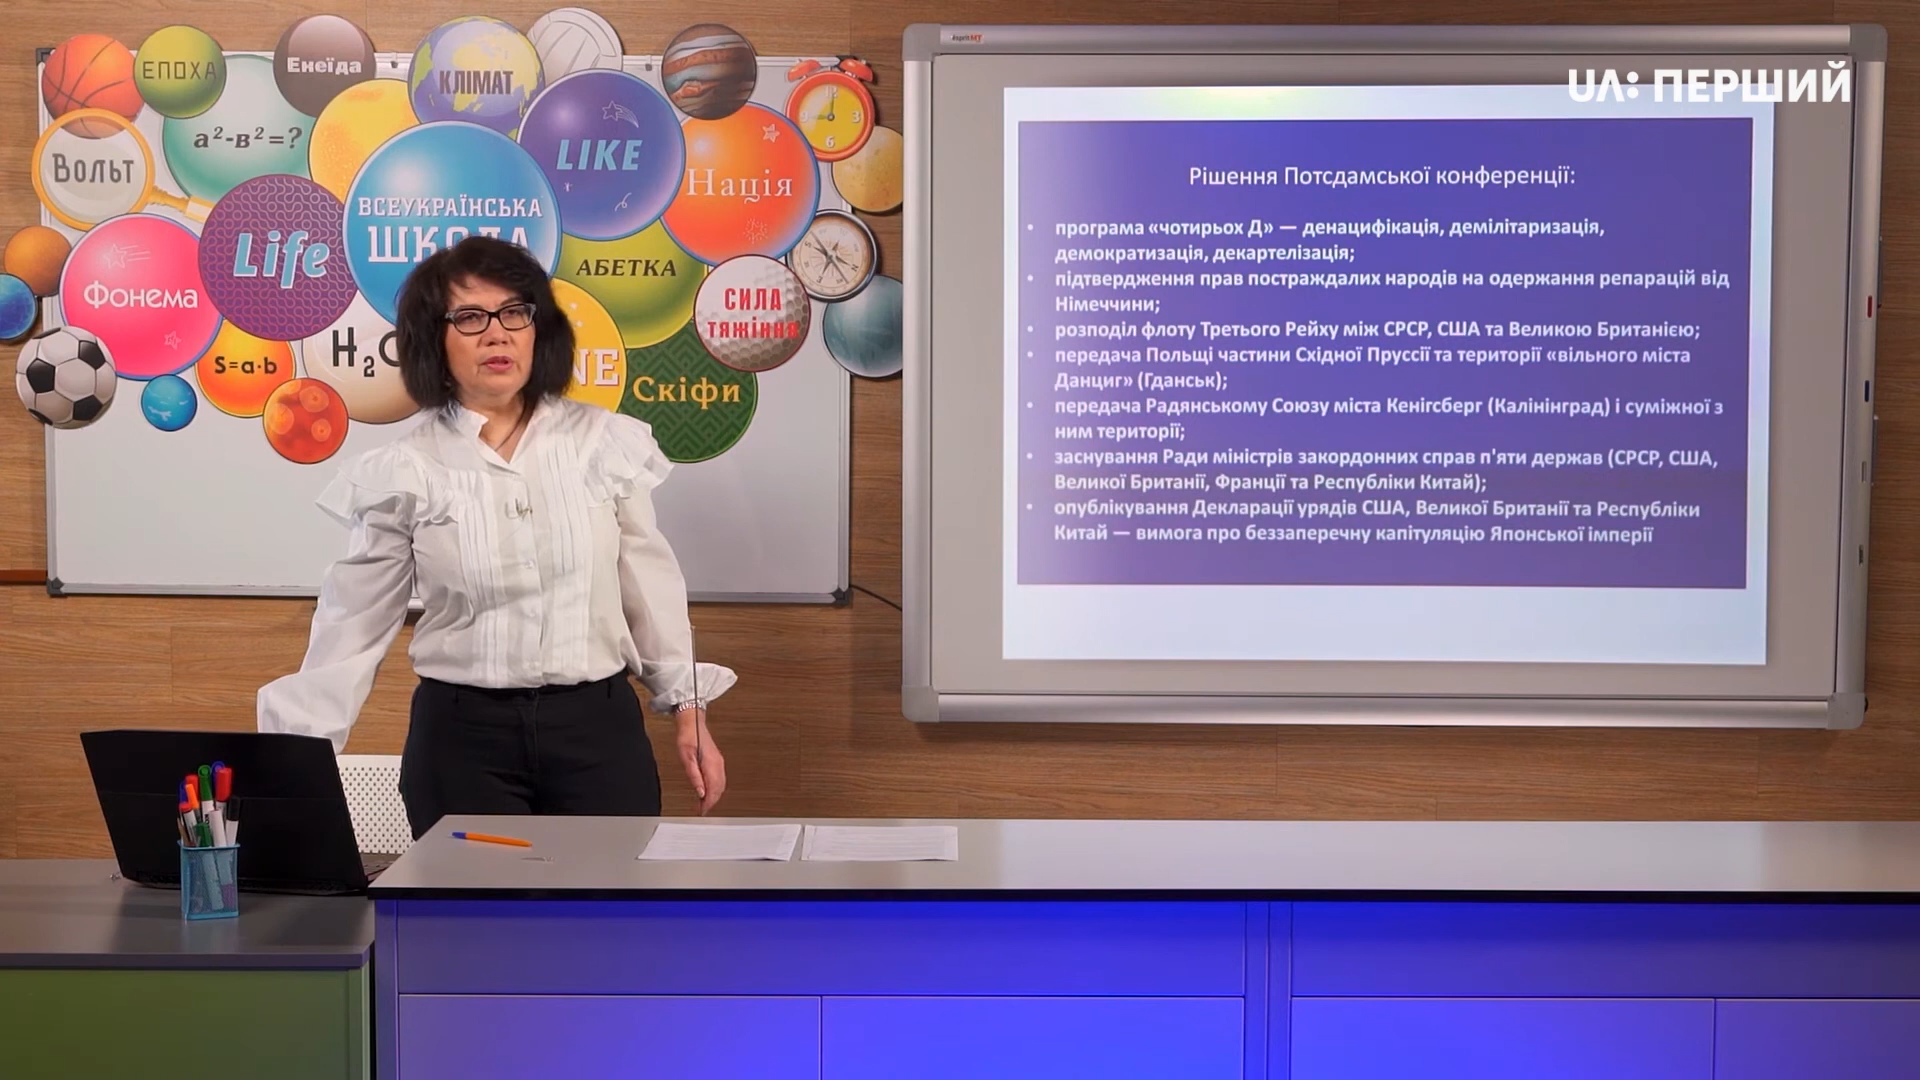 UA: ПЕРШИЙ
ЕПОХА
Енеїда
КЛІМАТ
a²-в²=?
Вольт
LIKE
Нація
ВСЕУКРАЇНСЬКА
ШКОЛА
Life
Фонема
АБЕТКА
СИЛА
тяжіння
S=a·b
Скіфи
Рішення Потсдамської конференції:
• програма «чотирьох Д» — денацифікація, демілітаризація,
демократизація, декартелізація;
• підтвердження прав постраждалих народів на одержання репарацій від
Німеччини;
• розподіл флоту Третього Рейху між СРСР, США та Великою Британією;
• передача Польщі частини Східної Пруссії та території «вільного міста
Данциг» (Гданськ);
• передача Радянському Союзу міста Кенігсберг (Калінінград) і суміжної з
ним території;
• заснування Ради міністрів закордонних справ п'яти держав (СРСР, США,
Великої Британії, Франції та Республіки Китай);
• опублікування Декларації урядів США, Великої Британії та Республіки
Китай — вимога про беззаперечну капітуляцію Японської імперії